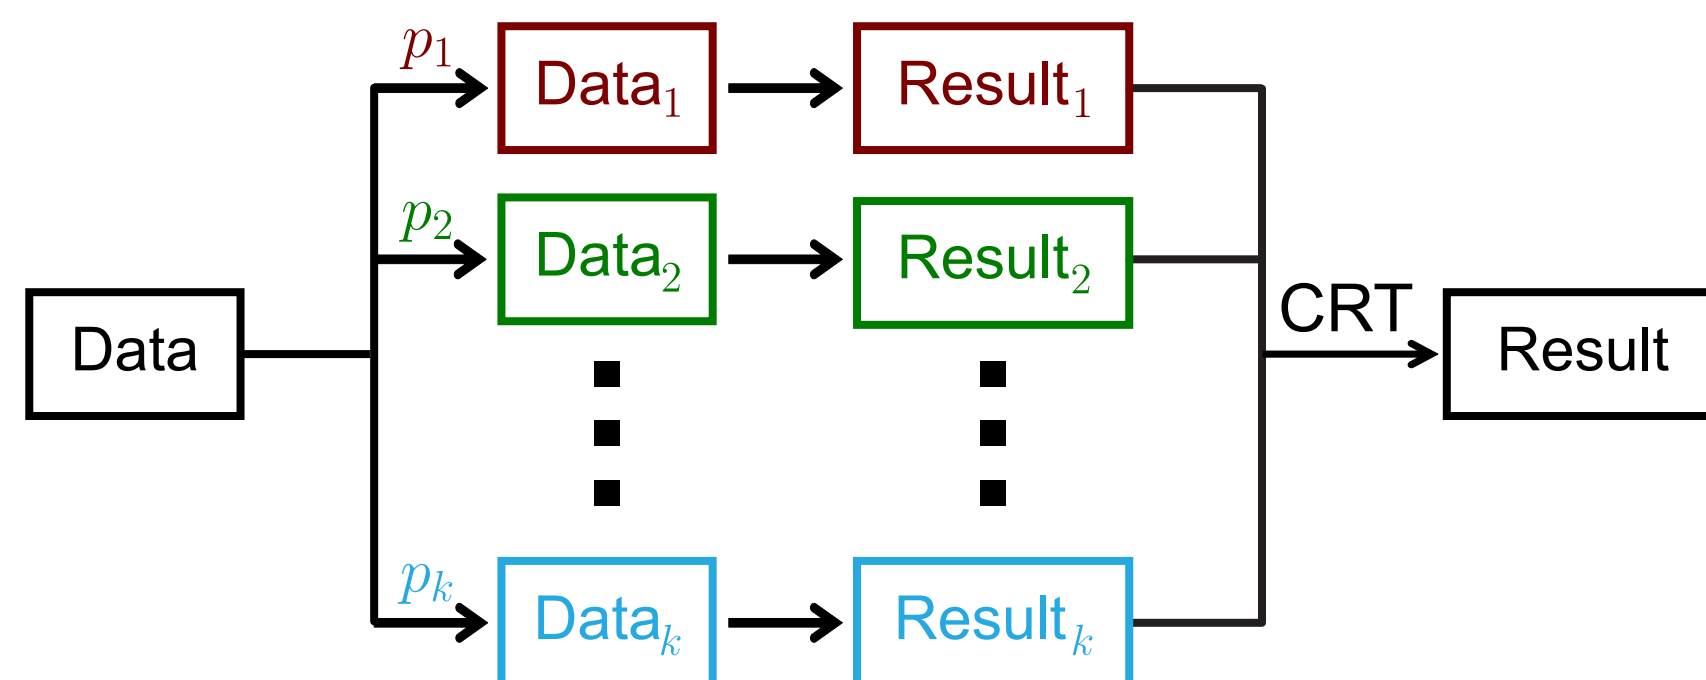 p₁
Data₁
Result₁
p₂
Data₂
Result₂
CRT
Data
Result
pₖ
Dataₖ
Resultₖ